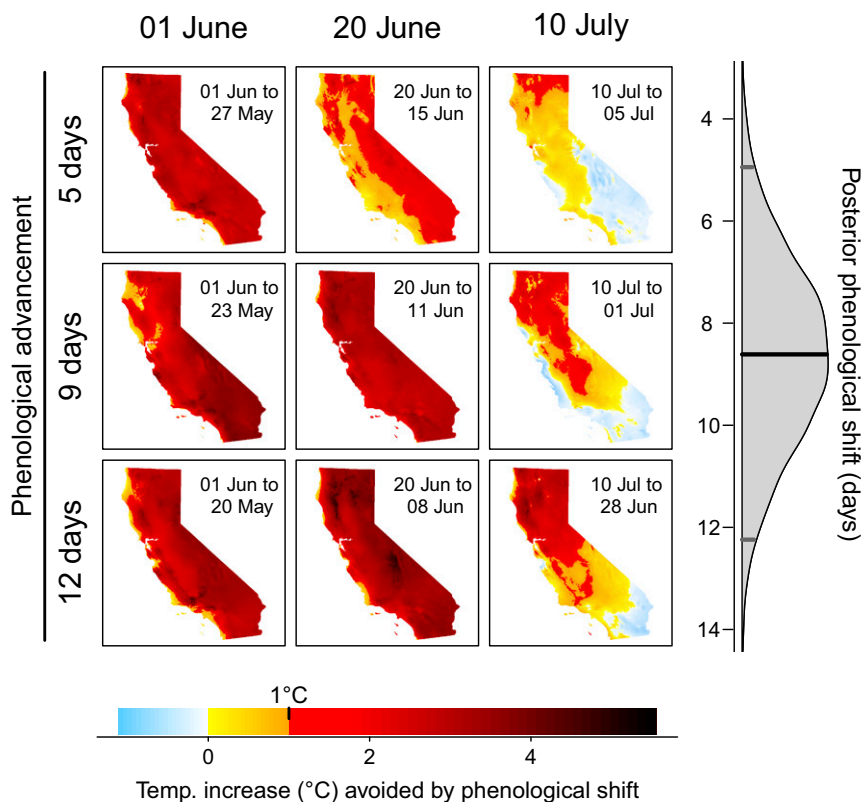 01 June 20 June 10 July
Phenological advancement
5 days
01 Jun to
27 May
20 Jun to
15 Jun
10 Jul to
05 Jul
9 days
01 Jun to
23 May
20 Jun to
11 Jun
10 Jul to
01 Jul
12 days
01 Jun to
20 May
20 Jun to
08 Jun
10 Jul to
28 Jun
4
6
8
10
12
14
Posterior phenological shift (days)
1°C
0 2 4
Temp. increase (°C) avoided by phenological shift